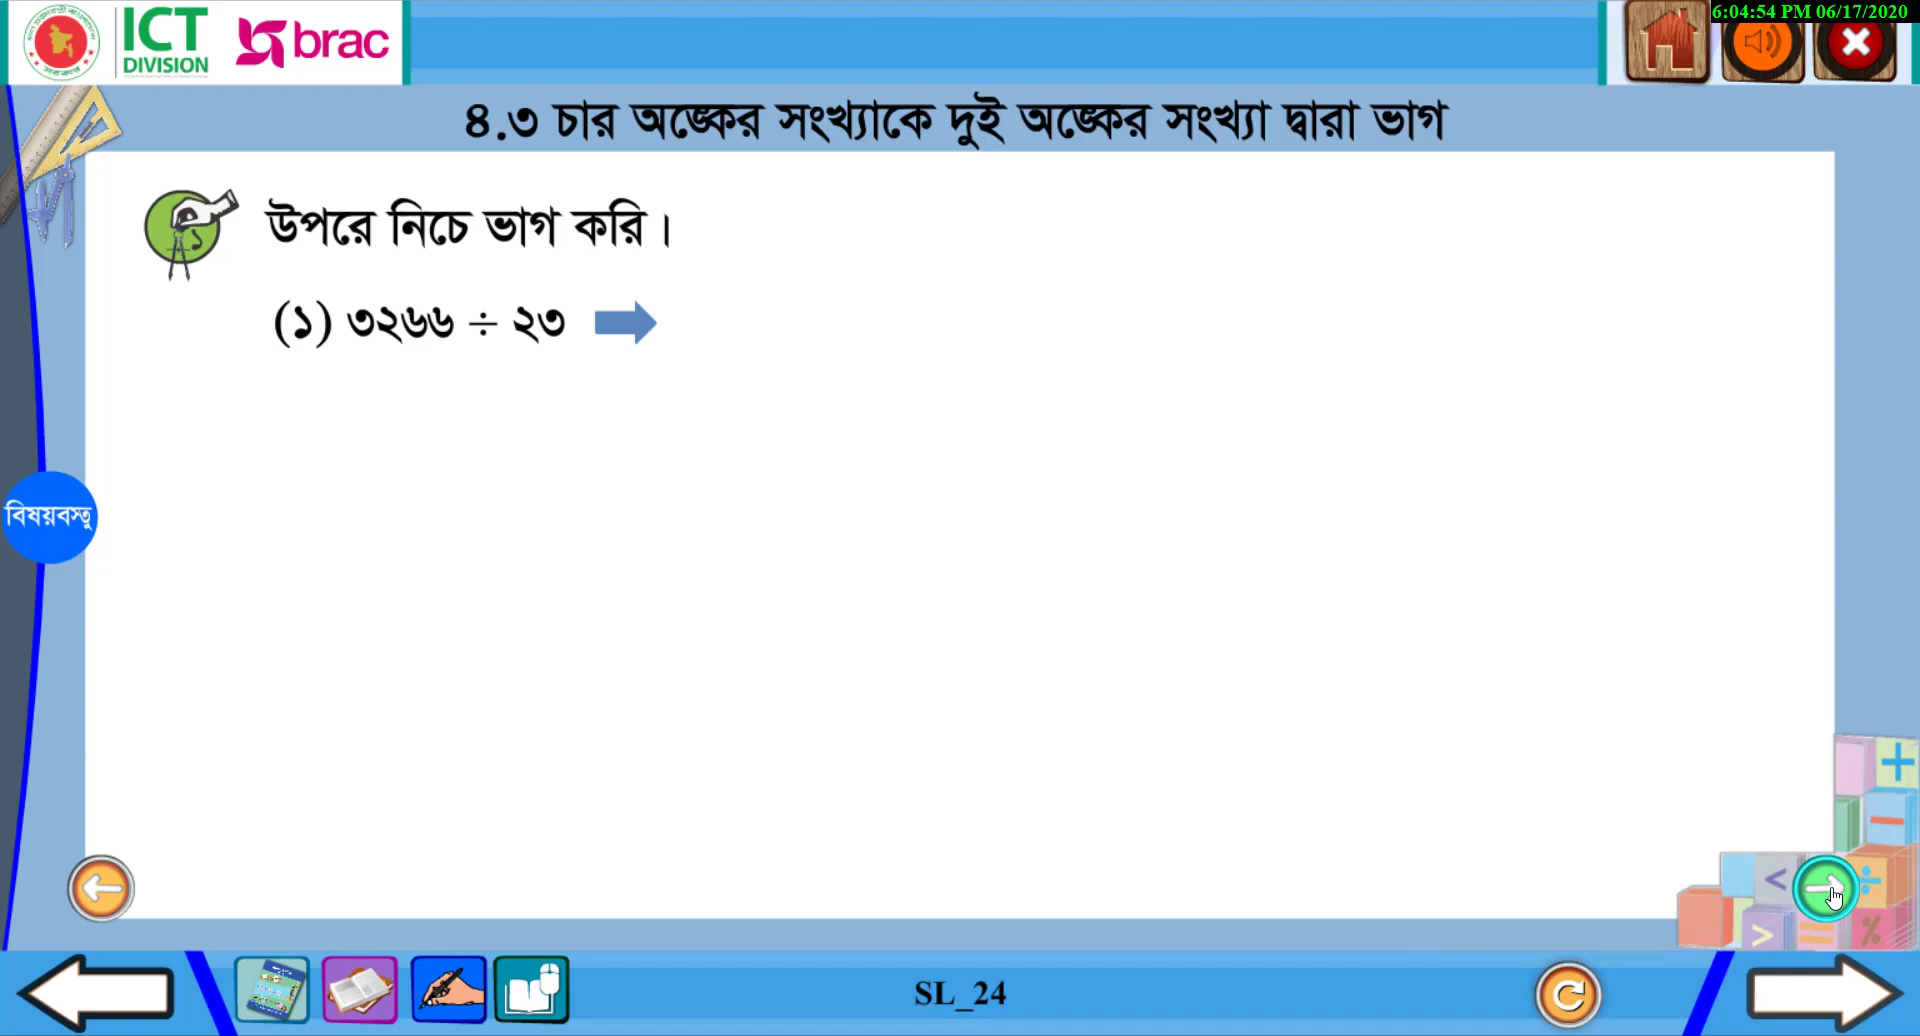 ICT
DIVISION
brac
6:04:54 PM 06/17/2020
৪.৩ চার অঙ্কের সংখ্যাকে দুই অঙ্কের সংখ্যা দ্বারা ভাগ
১
উপরে নিচে ভাগ করি।
(১) ৩২৬৬ ÷ ২৩
বিষয়বস্তু
+
−
< ÷
> = %
SL_24